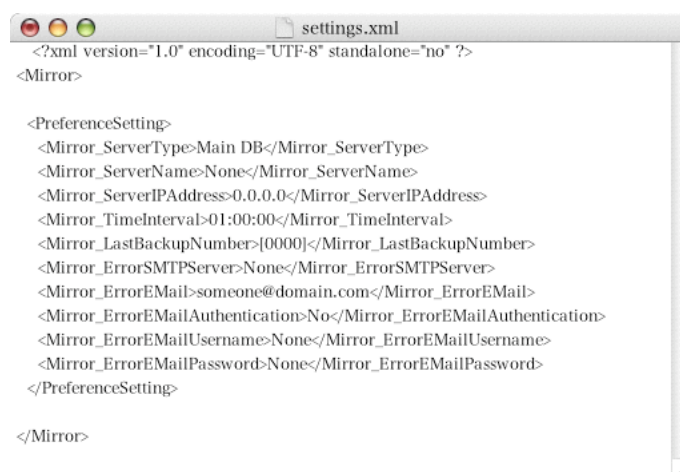 settings.xml
<?xml version="1.0" encoding="UTF-8" standalone="no" ?>
<Mirror>
<PreferenceSetting>
<Mirror_ServerType>Main DB</Mirror_ServerType>
<Mirror_ServerName>None</Mirror_ServerName>
<Mirror_ServerIPAddress>0.0.0.0</Mirror_ServerIPAddress>
<Mirror_TimeInterval>01:00:00</Mirror_TimeInterval>
<Mirror_LastBackupNumber>[0000]</Mirror_LastBackupNumber>
<Mirror_ErrorSMTPServer>None</Mirror_ErrorSMTPServer>
<Mirror_ErrorEMail>someone@domain.com</Mirror_ErrorEMail>
<Mirror_ErrorEMailAuthentication>No</Mirror_ErrorEMailAuthentication>
<Mirror_ErrorEMailUsername>None</Mirror_ErrorEMailUsername>
<Mirror_ErrorEMailPassword>None</Mirror_ErrorEMailPassword>
</PreferenceSetting>
</Mirror>